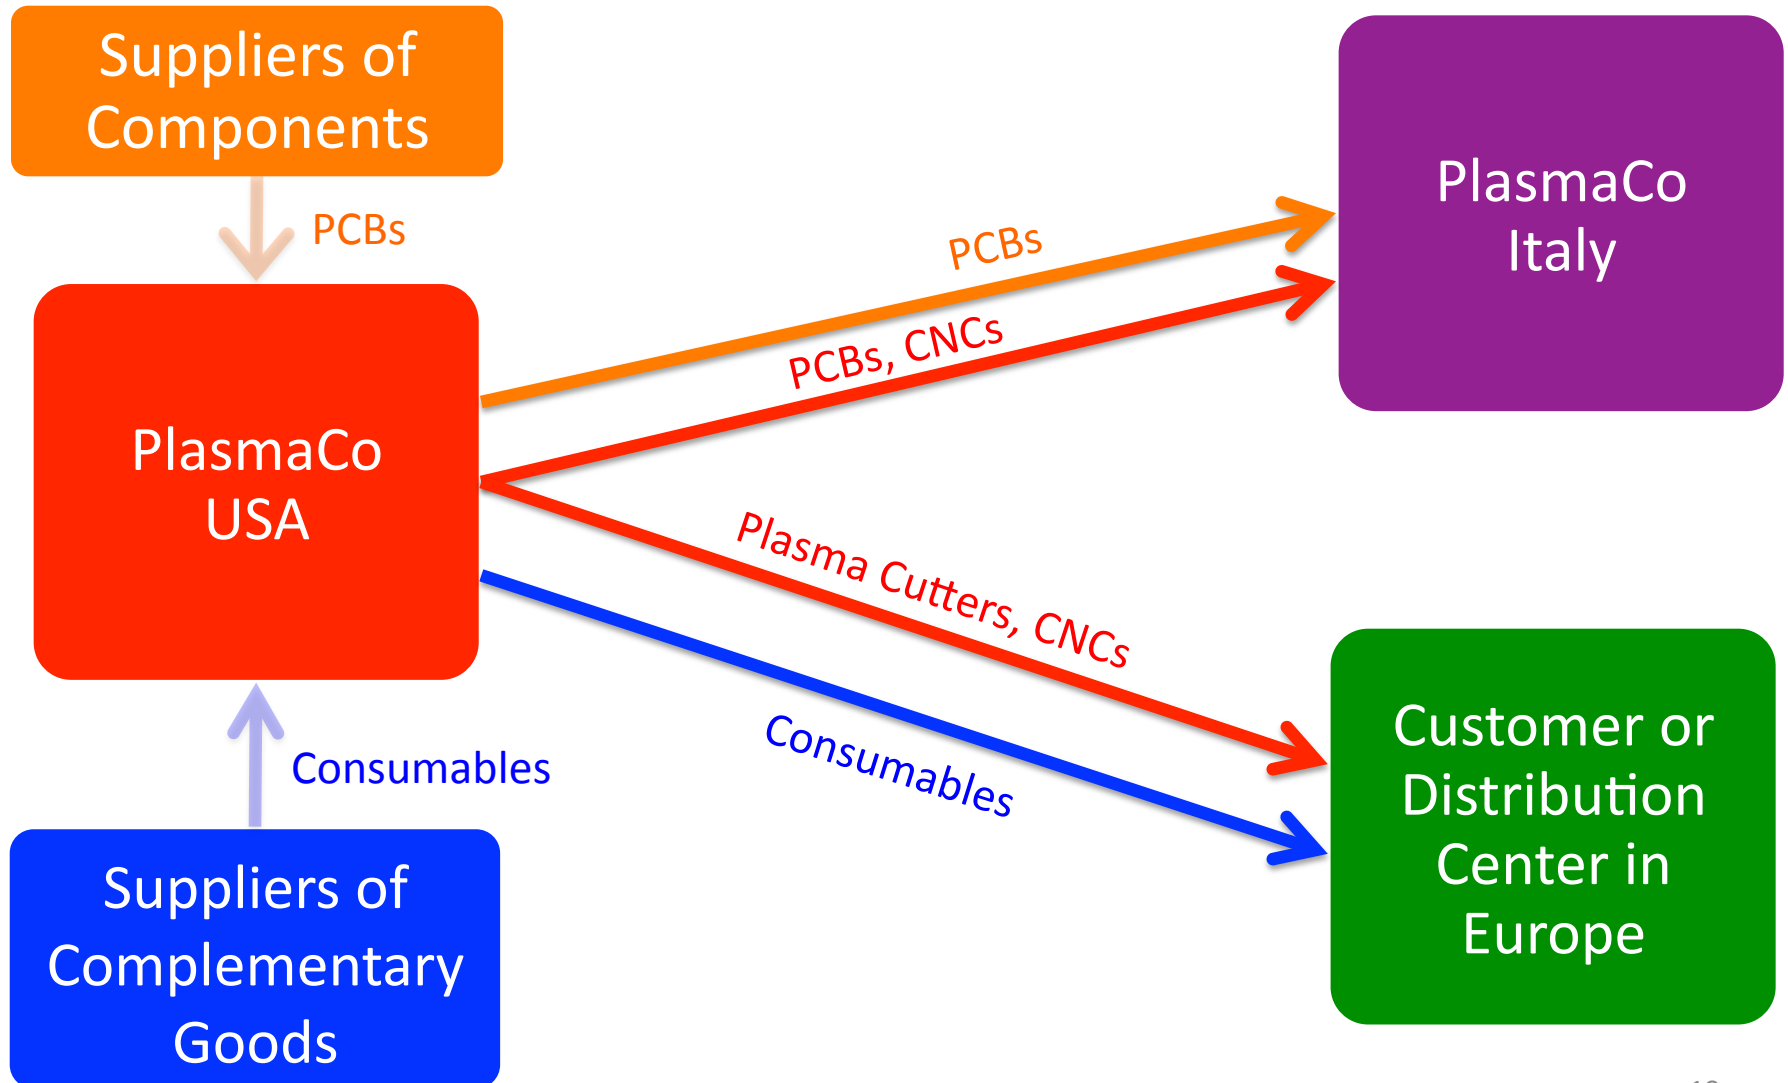 Suppliers of
Components
PCBs
PlasmaCo
USA
Consumables
Suppliers of
Complementary
Goods
PCBs
PCBs, CNCs
Plasma Cutters, CNCs
Consumables
PlasmaCo
Italy
Customer or
Distribution
Center in
Europe